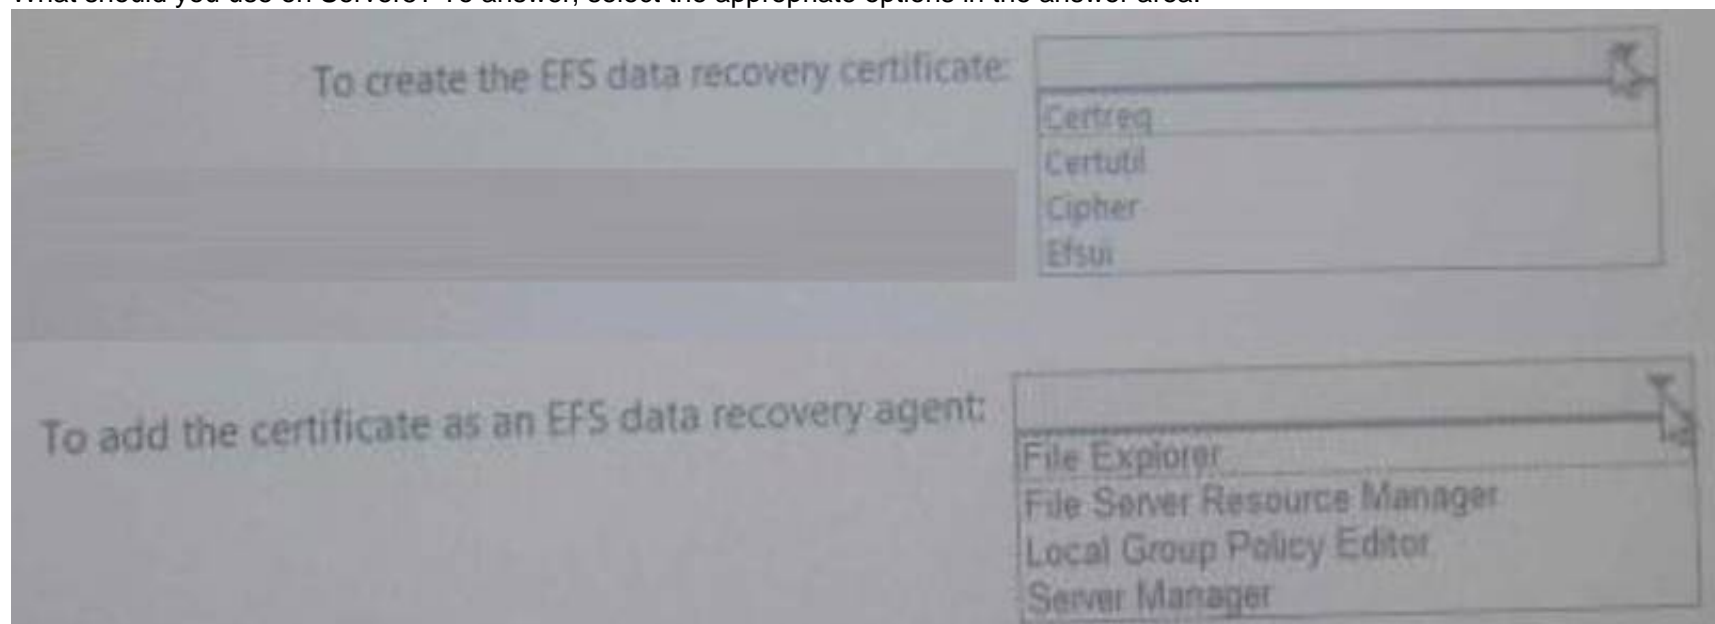 To create the EFS data recovery certificate:
Certreq
Certutil
Cipher
Efsui
To add the certificate as an EFS data recovery agent:
File Explorer
File Server Resource Manager
Local Group Policy Editor
Server Manager